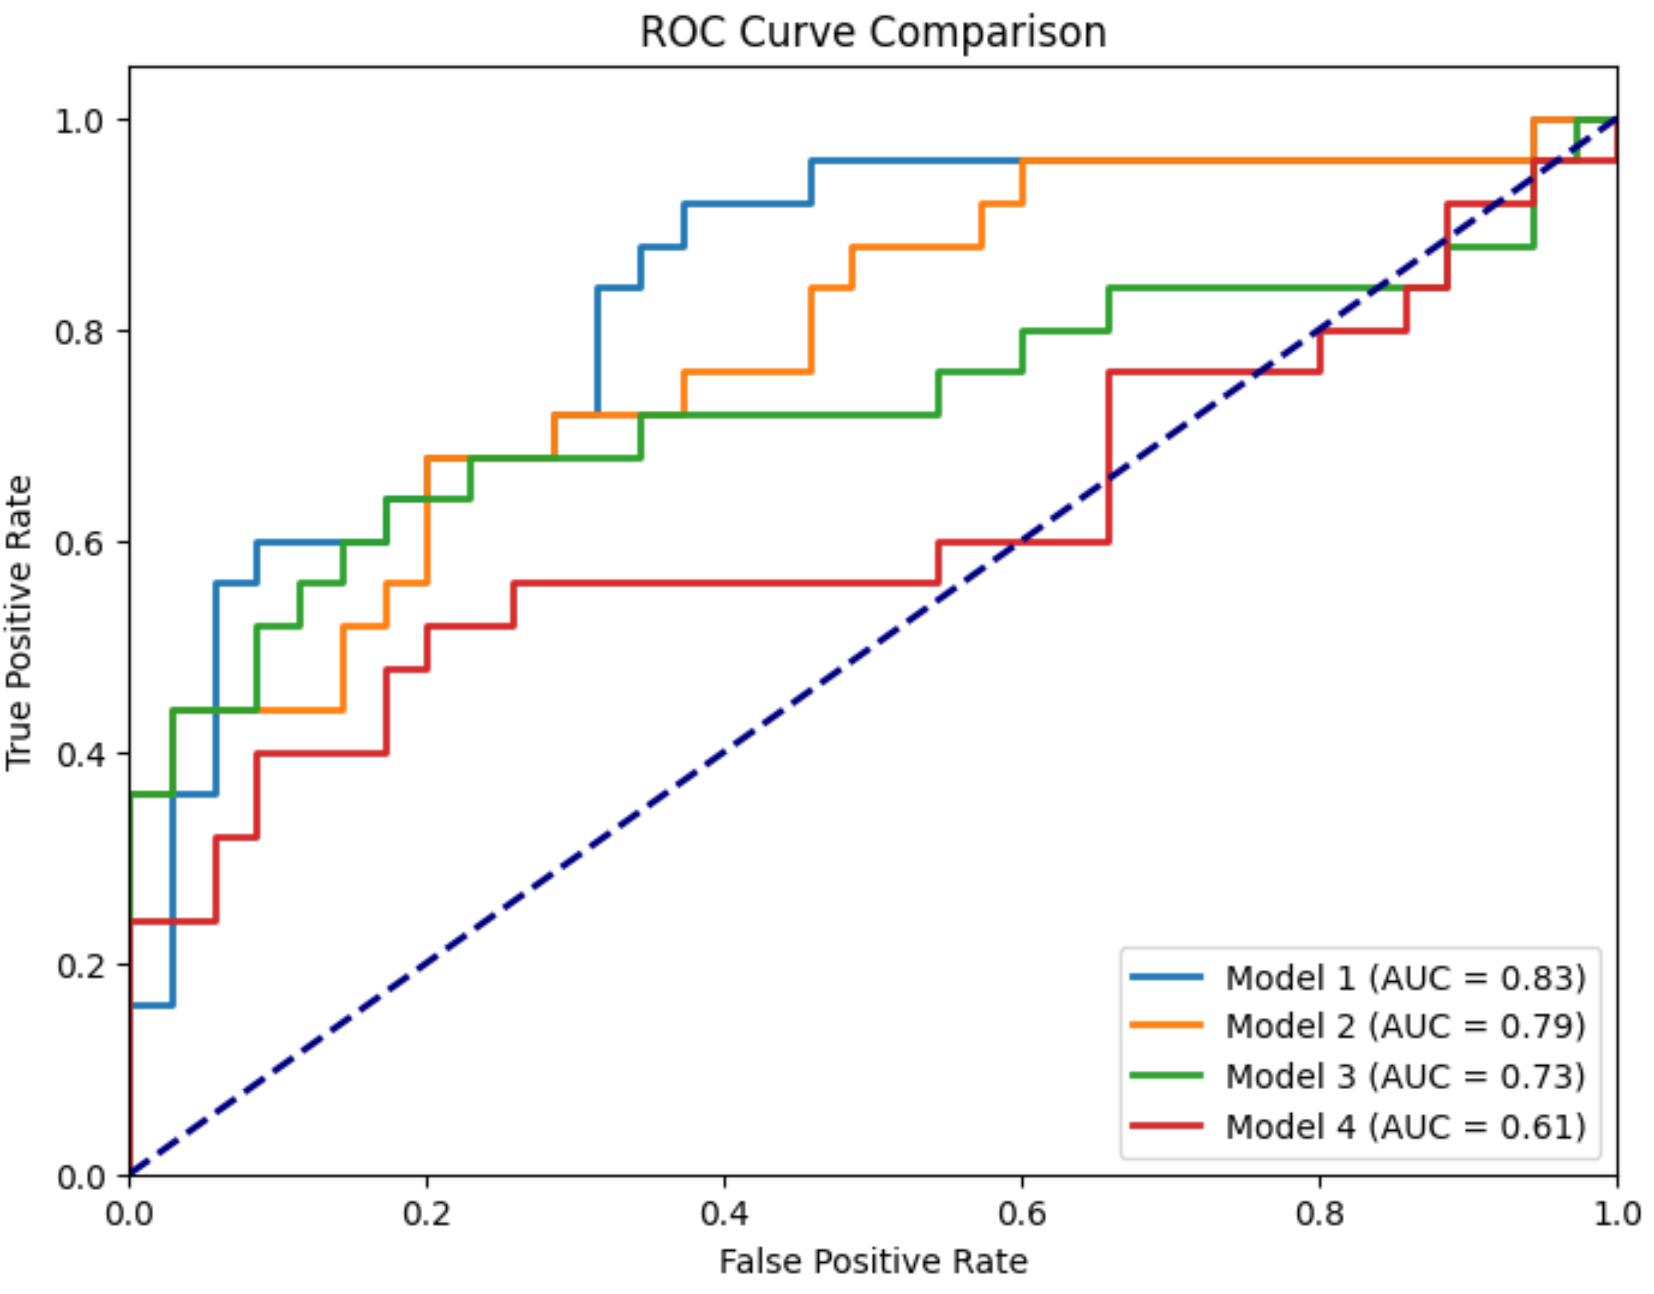 ROC Curve Comparison
True Positive Rate
1.0
0.8
0.6
0.4
0.2
0.0
0.0 0.2 0.4 0.6 0.8 1.0
False Positive Rate
Model 1 (AUC = 0.83)
Model 2 (AUC = 0.79)
Model 3 (AUC = 0.73)
Model 4 (AUC = 0.61)